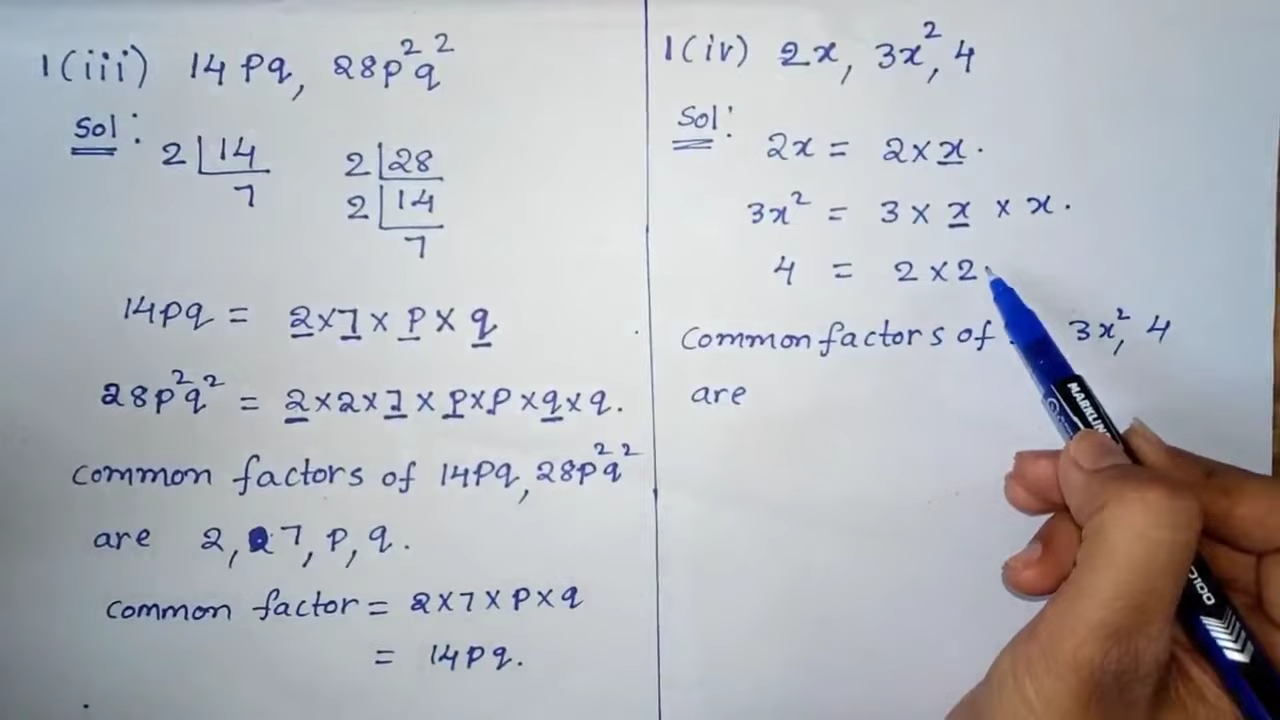 1(iii) 14pq, 28p²q²
Sol:
2 14
7
2 28
2 14
7
14pq = 2×7×p×q
28p²q² = 2×2×7×p×p×q×q.
common factors of 14pq, 28p²q²
are 2, 7, p, q.
common factor = 2×7×p×q
= 14pq.
1(iv) 2x, 3x², 4
Sol:
2x = 2×x.
3x² = 3×x×x.
4 = 2×2
common factors of 3x², 4
are
MARKLIN
DOLO